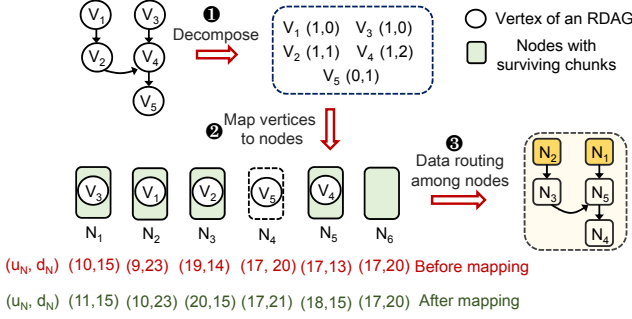 V1 V3
V2 V4
V5
❶
Decompose
V1 (1,0) V3 (1,0)
V2 (1,1) V4 (1,2)
V5 (0,1)
Vertex of an RDAG
Nodes with
surviving chunks
❷ Map vertices
to nodes
❸
Data routing
among nodes
V3 V1 V2 V5 V4
N1 N2 N3 N4 N5 N6
N2 N1
N3 N5
N4
(uN, dN) (10,15) (9,23) (19,14) (17, 20) (17,13) (17,20) Before mapping
(uN, dN) (11,15) (10,23) (20,15) (17,21) (18,15) (17,20) After mapping